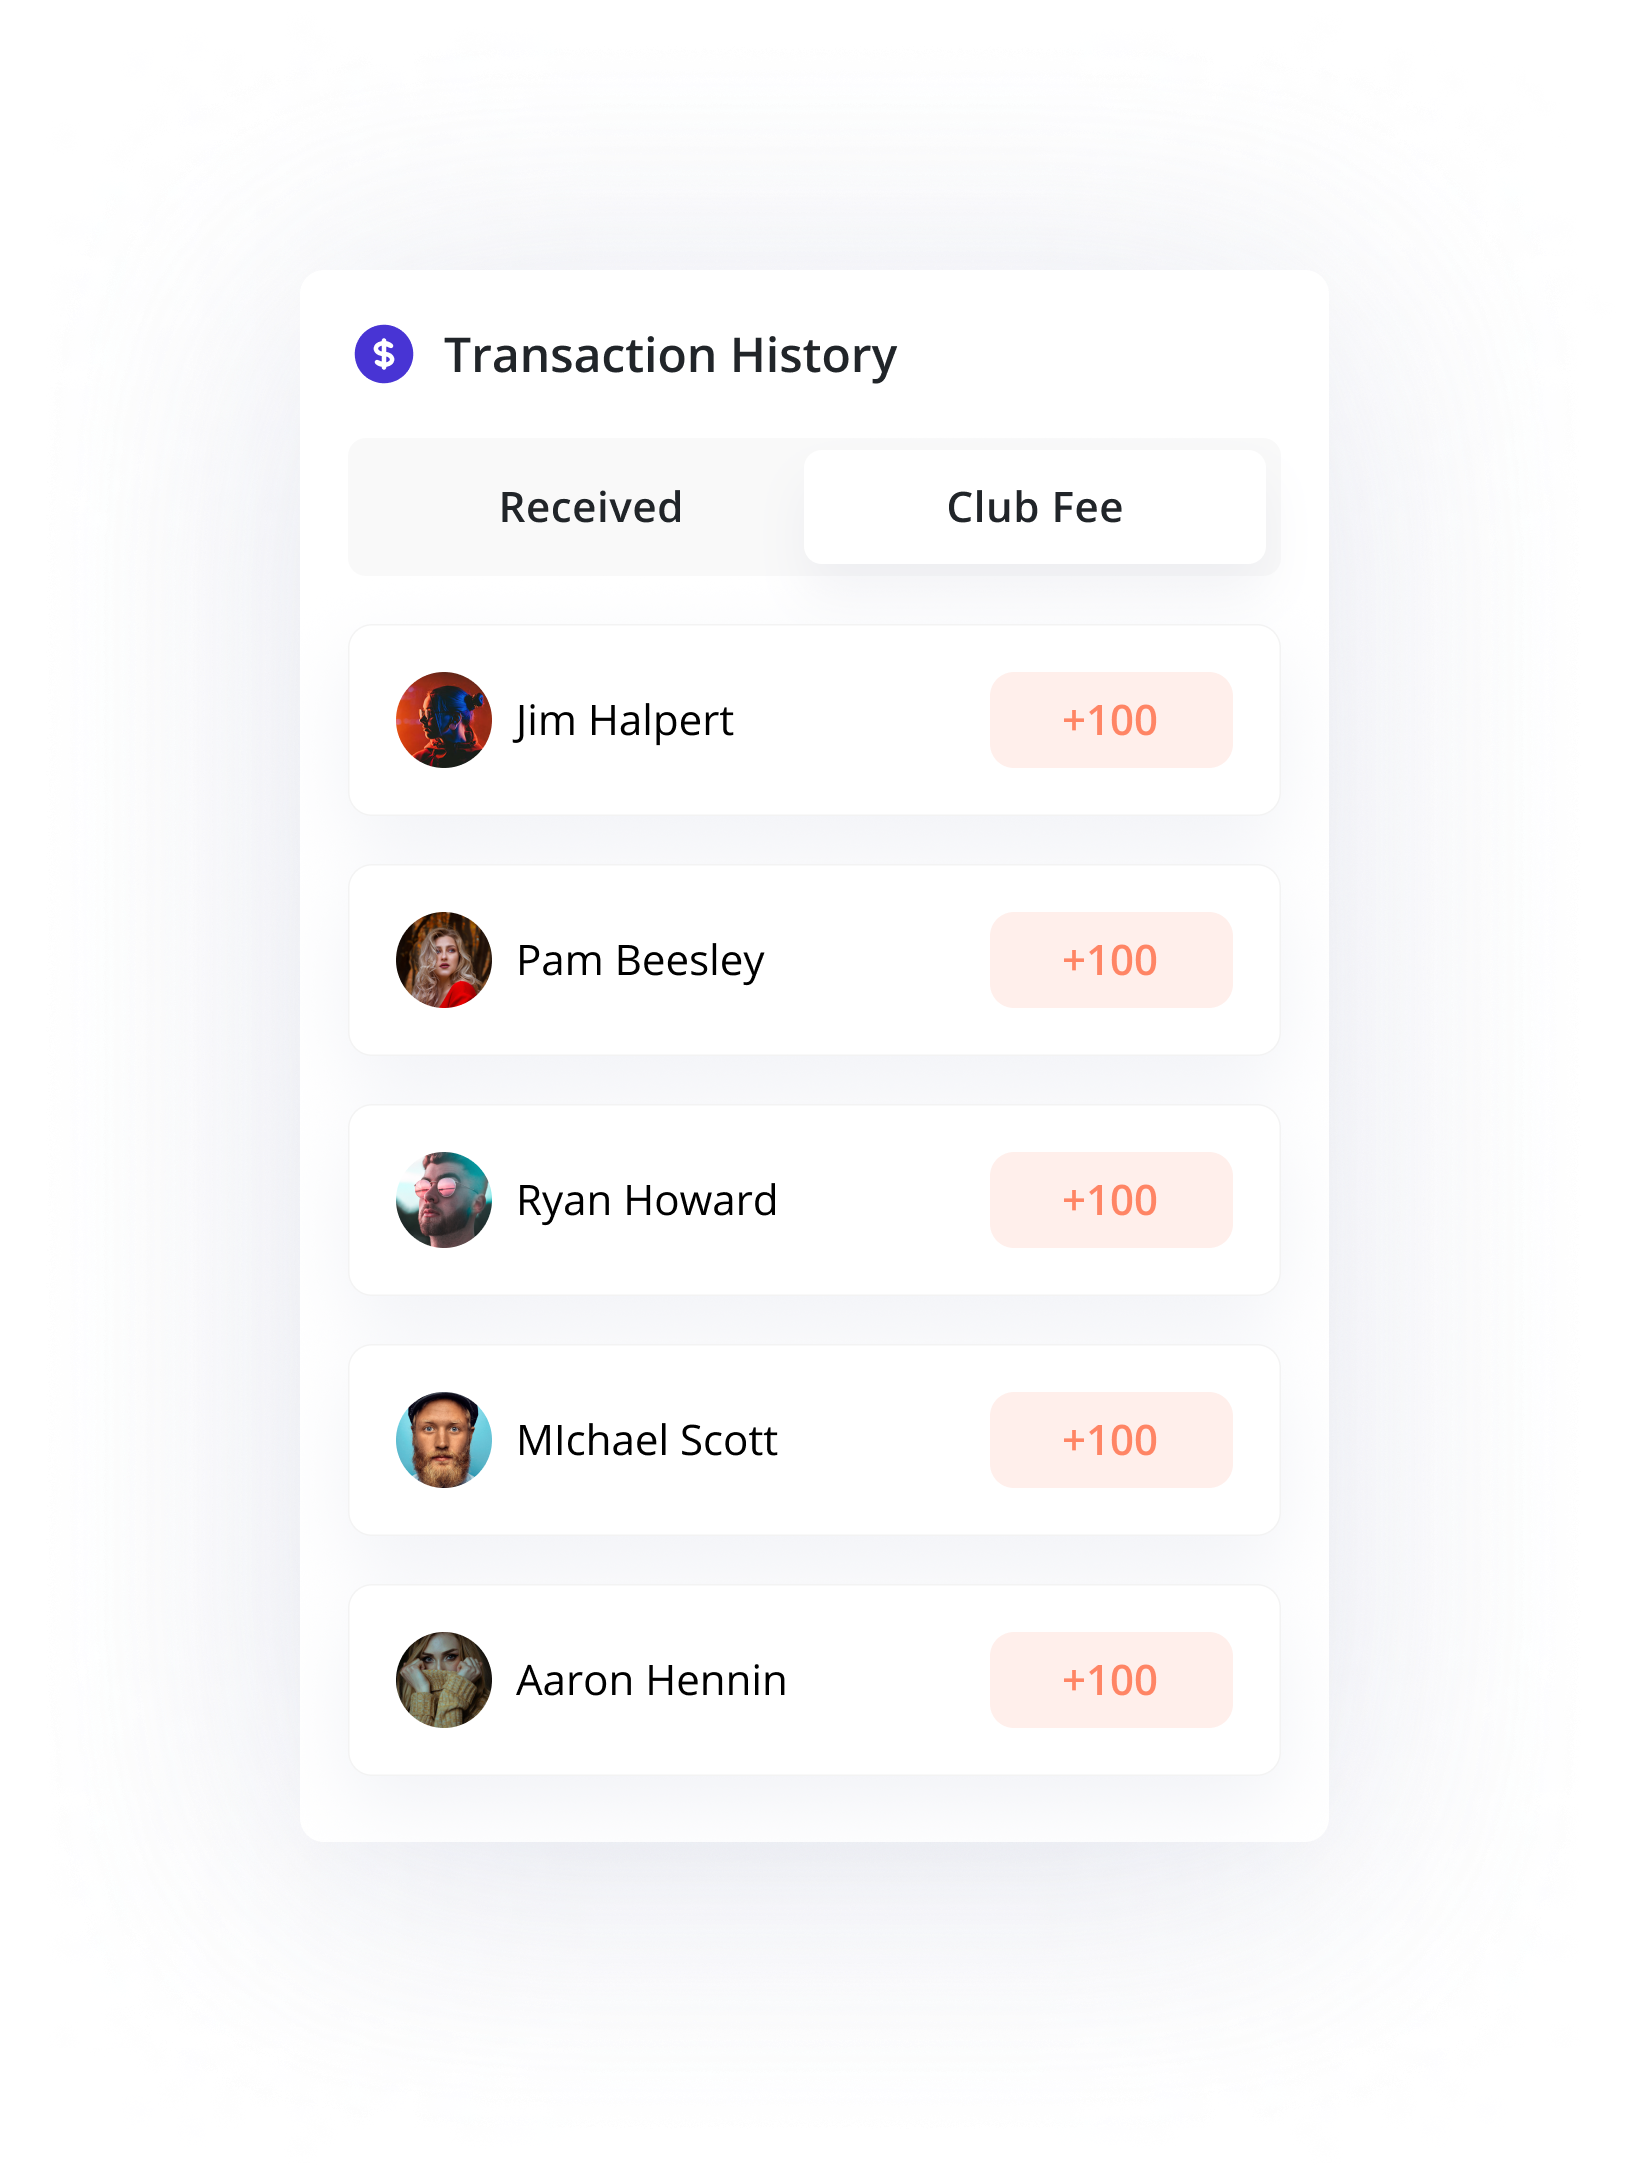 $ Transaction History
Received Club Fee
Jim Halpert +100
Pam Beesley +100
Ryan Howard +100
MIchael Scott +100
Aaron Hennin +100